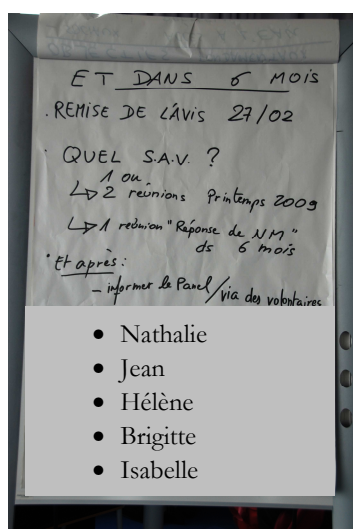 ET DANS 6 MOIS
. REMISE DE L'AVIS 27/02
. QUEL S.A.V. ?
1 ou
↳ 2 réunions Printemps 2009
↳ 1 réunion "Réponse de NM"
ds 6 mois
• Et après :
– informer le Panel/via des volontaires
• Nathalie
• Jean
• Hélène
• Brigitte
• Isabelle